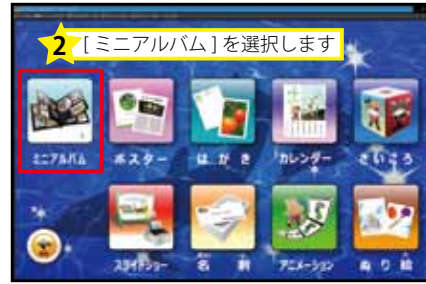 2 [ミニアルバム]を選択します
ミニアルバム ポスター はがき カレンダー さいころ
スライドショー 名刺 アニメーション ぬり絵